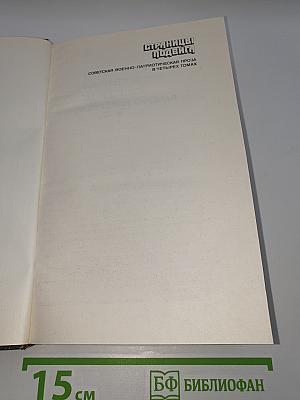 СТРАНИЦЫ
ПОДВИГА
СОВЕТСКАЯ ВОЕННО-ПАТРИОТИЧЕСКАЯ ПРОЗА
В ЧЕТЫРЕХ ТОМАХ
15 см
БФ БИБЛИОФАН